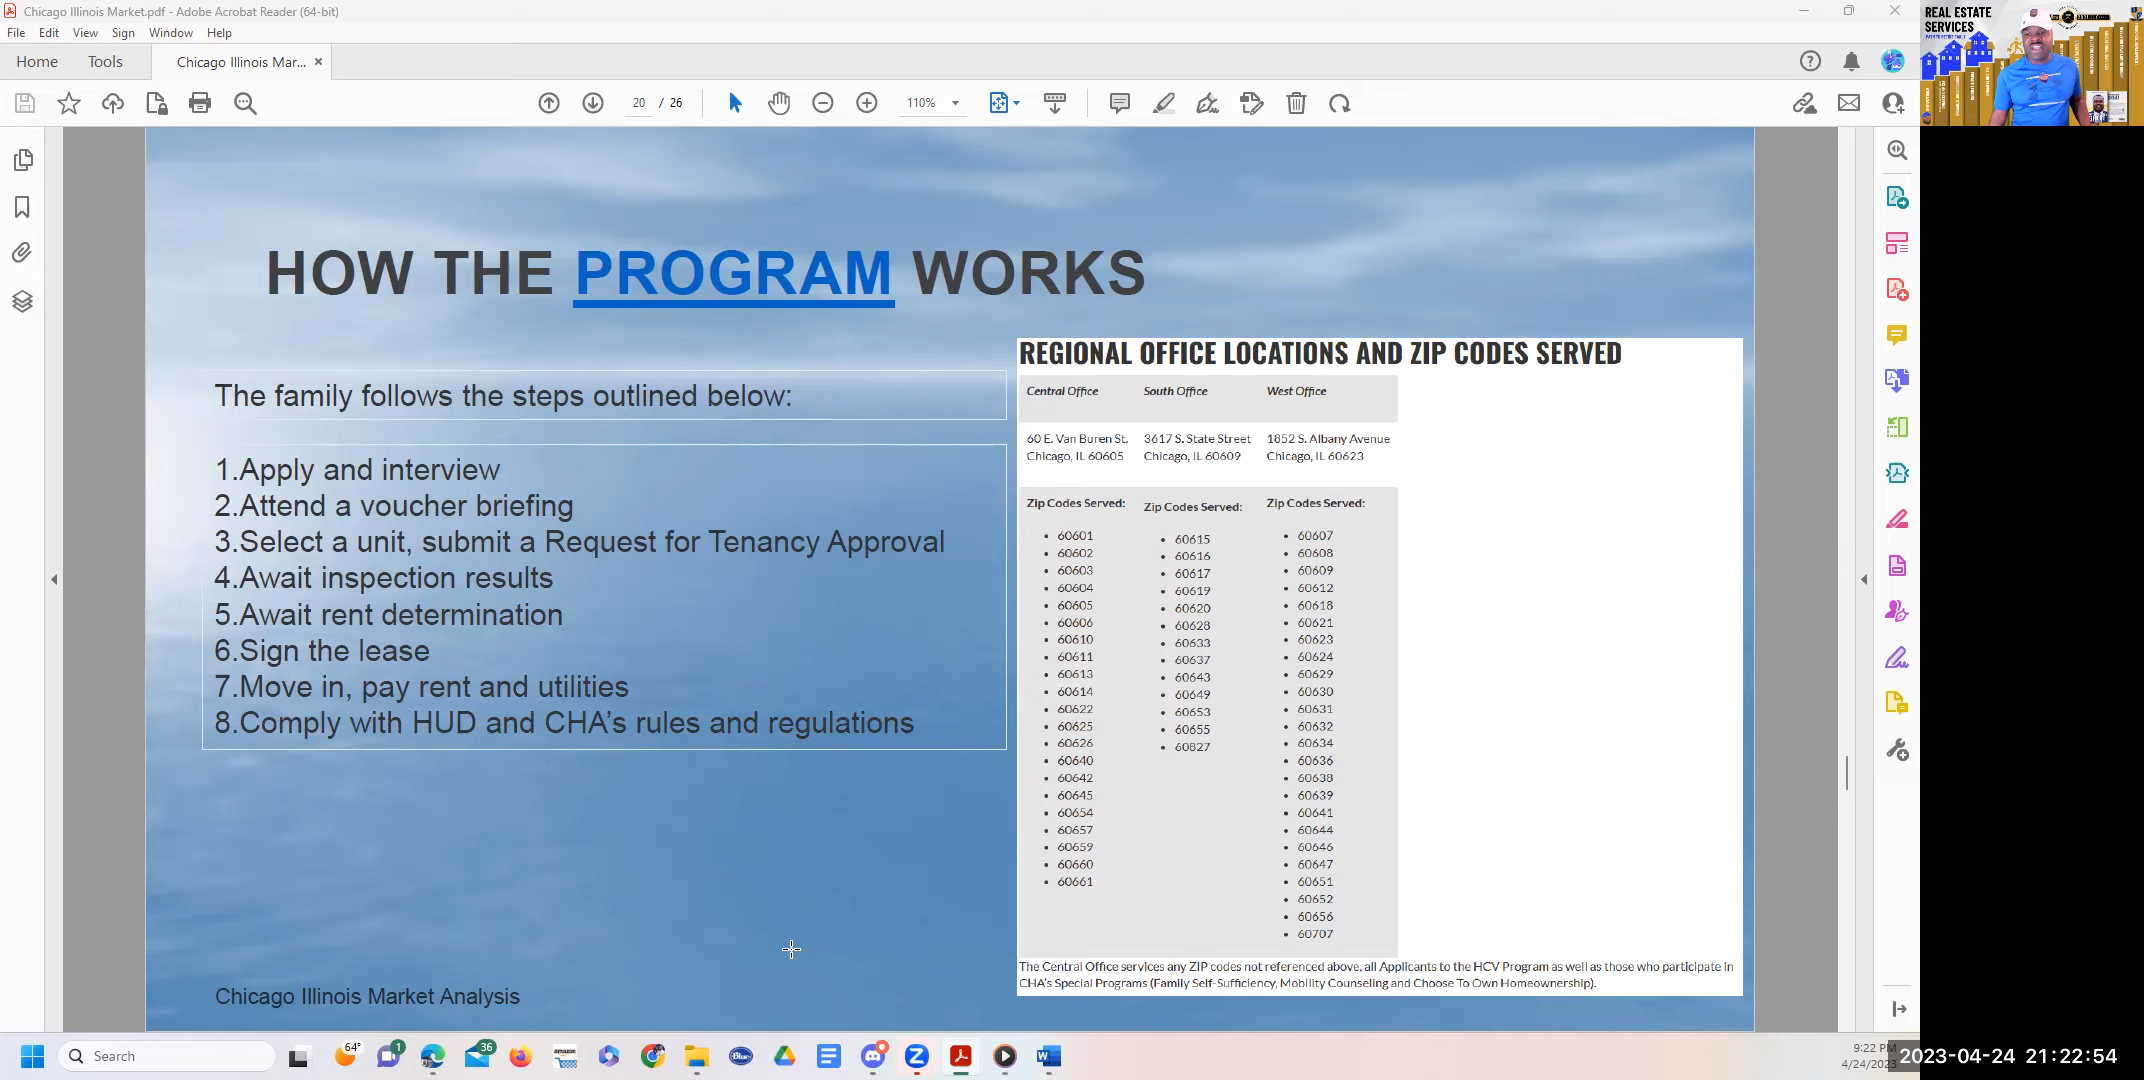 Chicago Illinois Market.pdf - Adobe Acrobat Reader (64-bit)
File Edit View Sign Window Help
Home Tools Chicago Illinois Mar... ×
20 / 26 110%
HOW THE PROGRAM WORKS
The family follows the steps outlined below:
1.Apply and interview
2.Attend a voucher briefing
3.Select a unit, submit a Request for Tenancy Approval
4.Await inspection results
5.Await rent determination
6.Sign the lease
7.Move in, pay rent and utilities
8.Comply with HUD and CHA's rules and regulations
Chicago Illinois Market Analysis
REGIONAL OFFICE LOCATIONS AND ZIP CODES SERVED
Central Office
60 E. Van Buren St.
Chicago, IL 60605
Zip Codes Served:
• 60601
• 60602
• 60603
• 60604
• 60605
• 60606
• 60610
• 60611
• 60613
• 60614
• 60622
• 60625
• 60626
• 60640
• 60642
• 60645
• 60654
• 60657
• 60659
• 60660
• 60661
South Office
3617 S. State Street
Chicago, IL 60609
Zip Codes Served:
• 60615
• 60616
• 60617
• 60619
• 60620
• 60628
• 60633
• 60637
• 60643
• 60649
• 60653
• 60655
• 60827
West Office
1852 S. Albany Avenue
Chicago, IL 60623
Zip Codes Served:
• 60607
• 60608
• 60609
• 60612
• 60618
• 60621
• 60623
• 60624
• 60629
• 60630
• 60631
• 60632
• 60634
• 60636
• 60638
• 60639
• 60641
• 60644
• 60646
• 60647
• 60651
• 60652
• 60656
• 60707
The Central Office services any ZIP codes not referenced above, all Applicants to the HCV Program as well as those who participate in
CHA's Special Programs (Family Self-Sufficiency, Mobility Counseling and Choose To Own Homeownership).
REAL ESTATE
SERVICES
Search
64°
1
36
amazon
Blue
9:22 PM
4/24/2023
2023-04-24 21:22:54